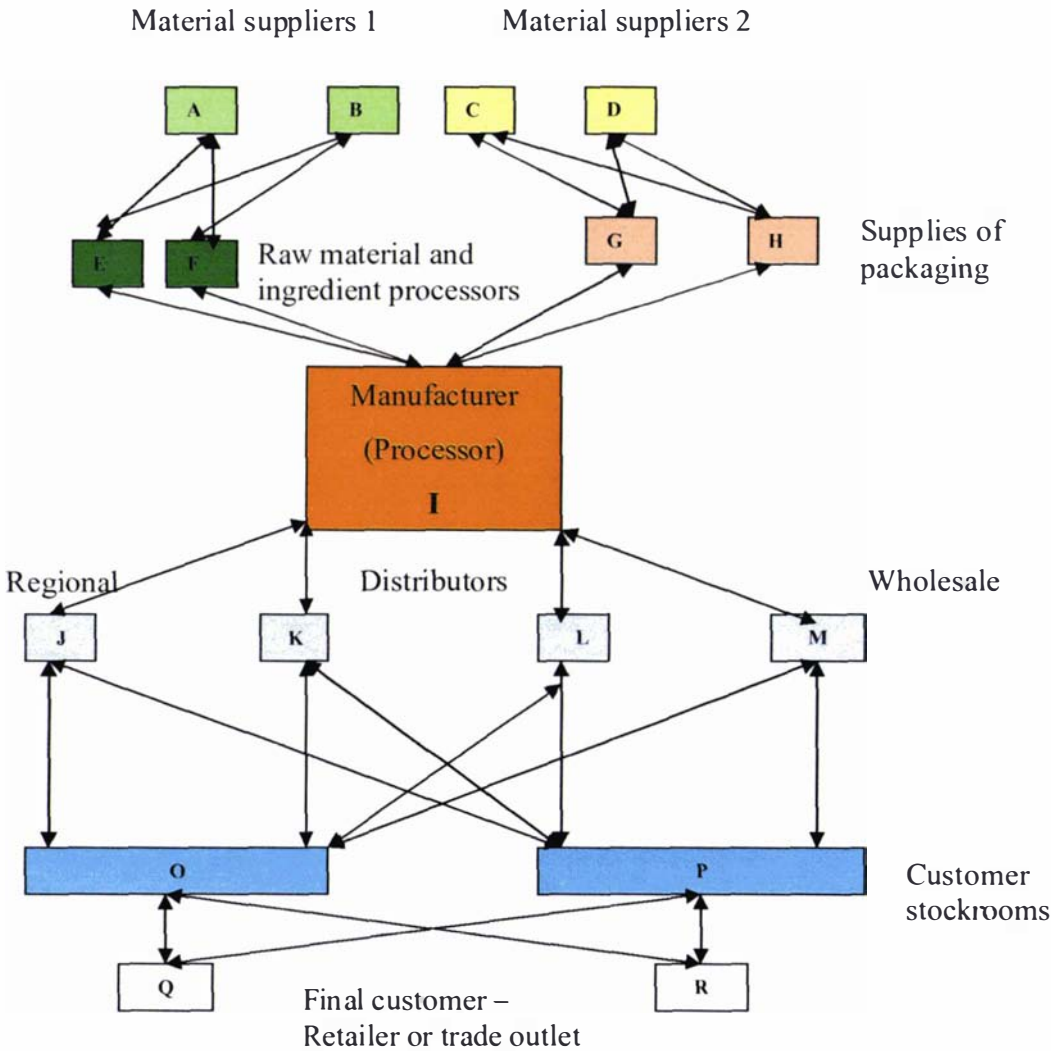 Material suppliers 1
Material suppliers 2
A
B
C
D
E
F
Raw material and
ingredient processors
G
H
Supplies of
packaging
Manufacturer
(Processor)
I
Regional
Distributors
Wholesale
J
K
L
M
O
P
Customer
stockrooms
Q
R
Final customer –
Retailer or trade outlet